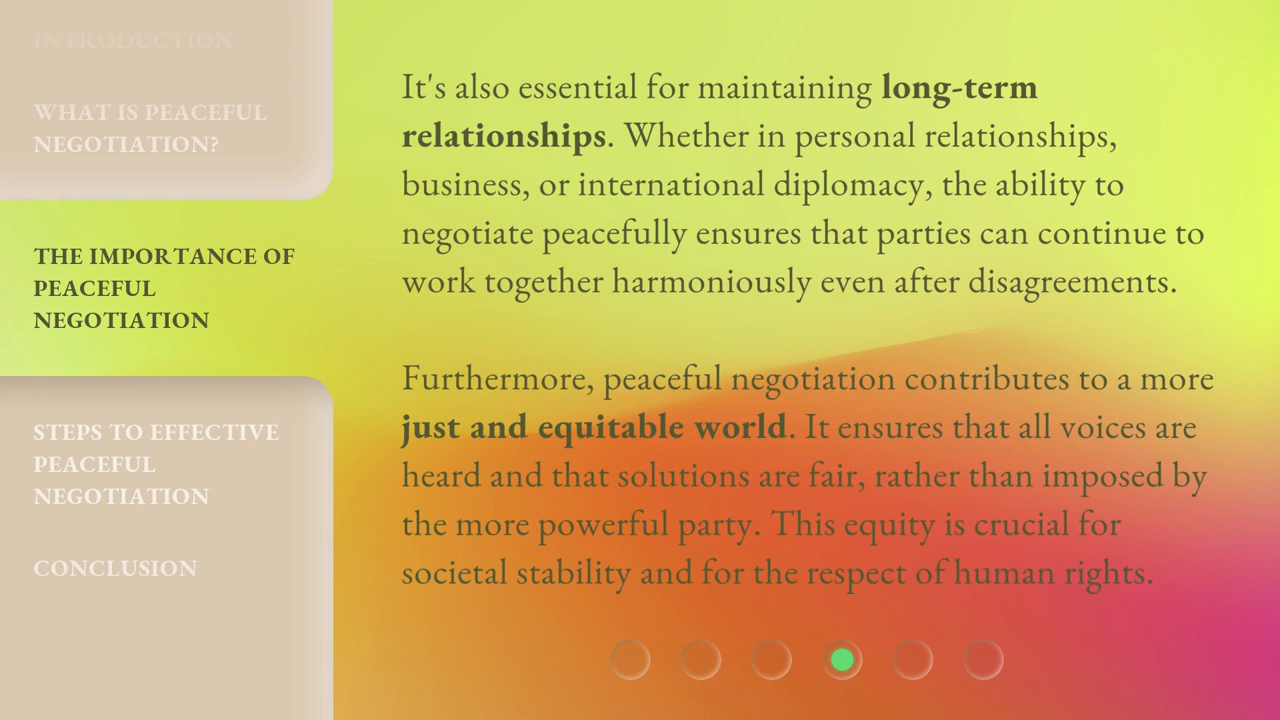 INTRODUCTION
WHAT IS PEACEFUL
NEGOTIATION?
THE IMPORTANCE OF
PEACEFUL
NEGOTIATION
STEPS TO EFFECTIVE
PEACEFUL
NEGOTIATION
CONCLUSION
It's also essential for maintaining long-term
relationships. Whether in personal relationships,
business, or international diplomacy, the ability to
negotiate peacefully ensures that parties can continue to
work together harmoniously even after disagreements.
Furthermore, peaceful negotiation contributes to a more
just and equitable world. It ensures that all voices are
heard and that solutions are fair, rather than imposed by
the more powerful party. This equity is crucial for
societal stability and for the respect of human rights.